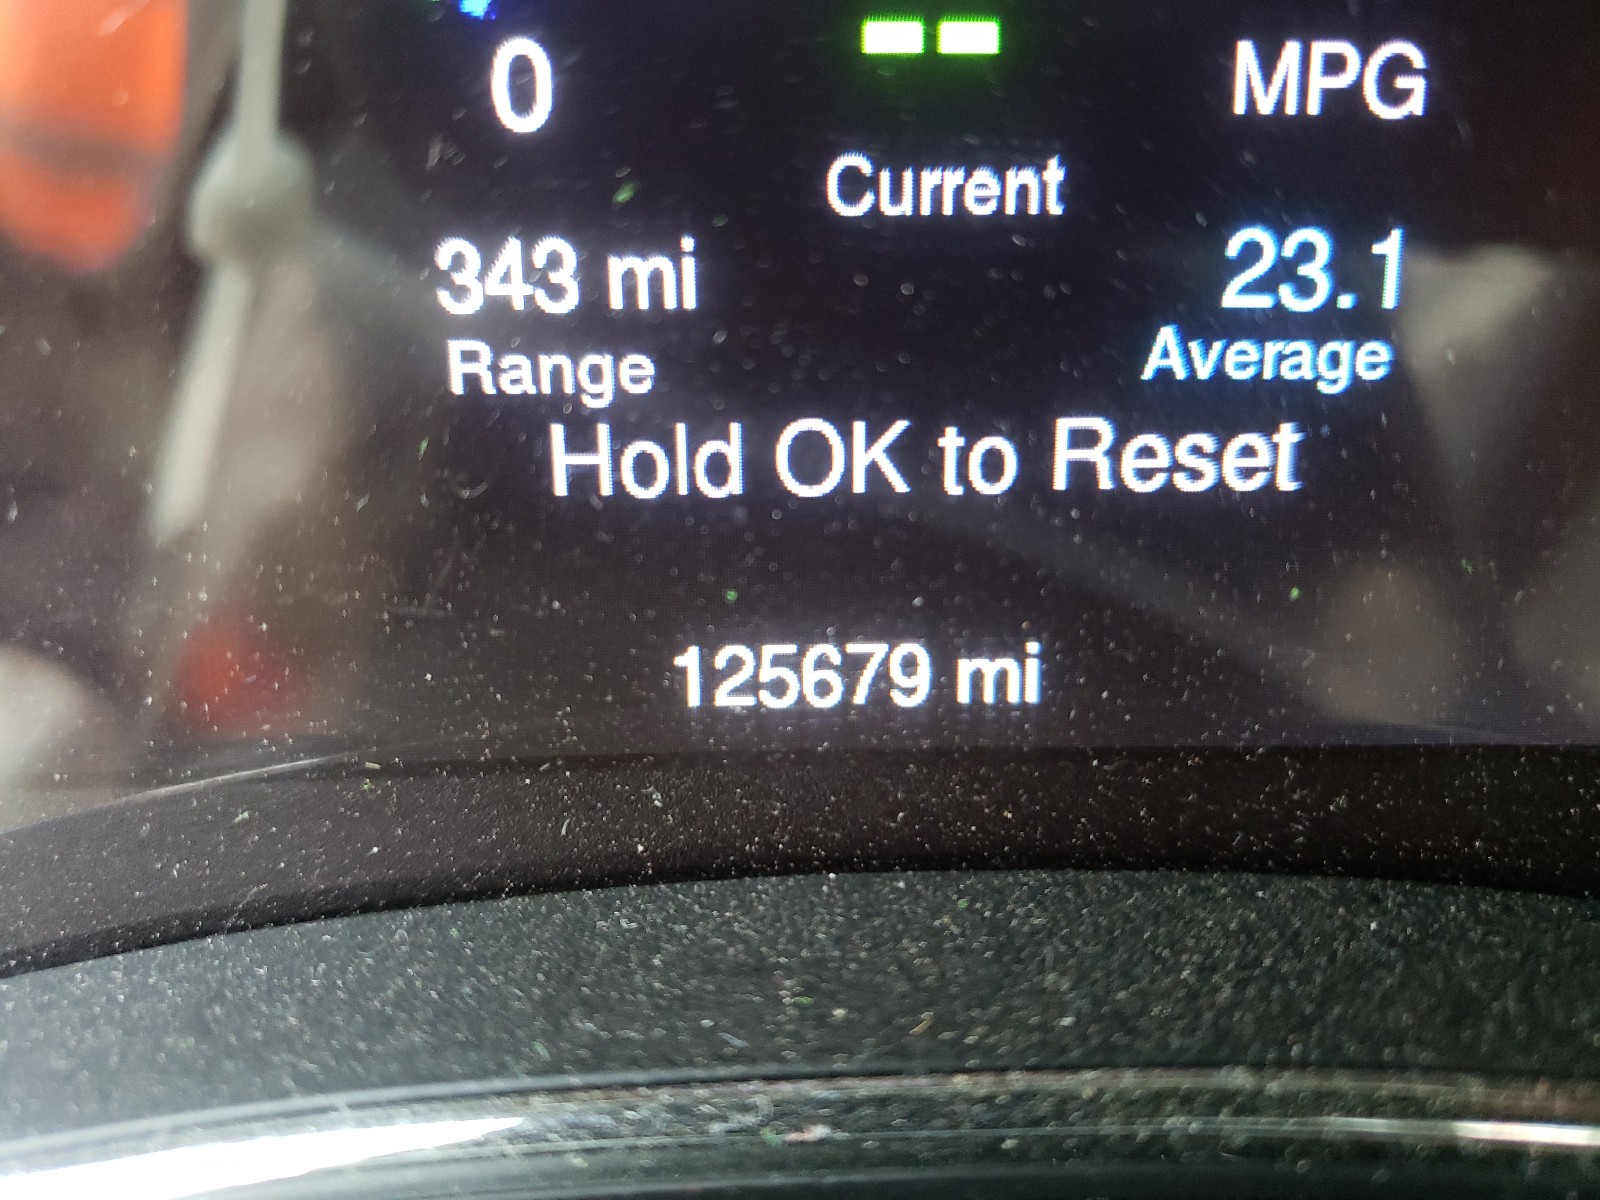 0 MPG
Current
343 mi 23.1
Range Average
Hold OK to Reset
125679 mi